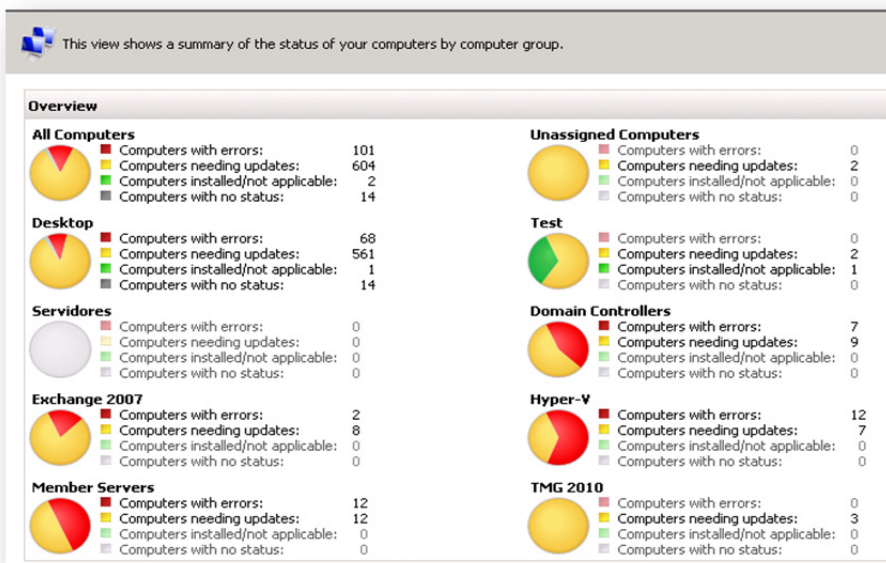 This view shows a summary of the status of your computers by computer group.
Overview
All Computers
Computers with errors: 101
Computers needing updates: 604
Computers installed/not applicable: 2
Computers with no status: 14
Desktop
Computers with errors: 68
Computers needing updates: 561
Computers installed/not applicable: 1
Computers with no status: 14
Servidores
Computers with errors: 0
Computers needing updates: 0
Computers installed/not applicable: 0
Computers with no status: 0
Exchange 2007
Computers with errors: 2
Computers needing updates: 8
Computers installed/not applicable: 0
Computers with no status: 0
Member Servers
Computers with errors: 12
Computers needing updates: 12
Computers installed/not applicable: 0
Computers with no status: 0
Unassigned Computers
Computers with errors: 0
Computers needing updates: 2
Computers installed/not applicable: 0
Computers with no status: 0
Test
Computers with errors: 0
Computers needing updates: 2
Computers installed/not applicable: 1
Computers with no status: 0
Domain Controllers
Computers with errors: 7
Computers needing updates: 9
Computers installed/not applicable: 0
Computers with no status: 0
Hyper-V
Computers with errors: 12
Computers needing updates: 7
Computers installed/not applicable: 0
Computers with no status: 0
TMG 2010
Computers with errors: 0
Computers needing updates: 3
Computers installed/not applicable: 0
Computers with no status: 0